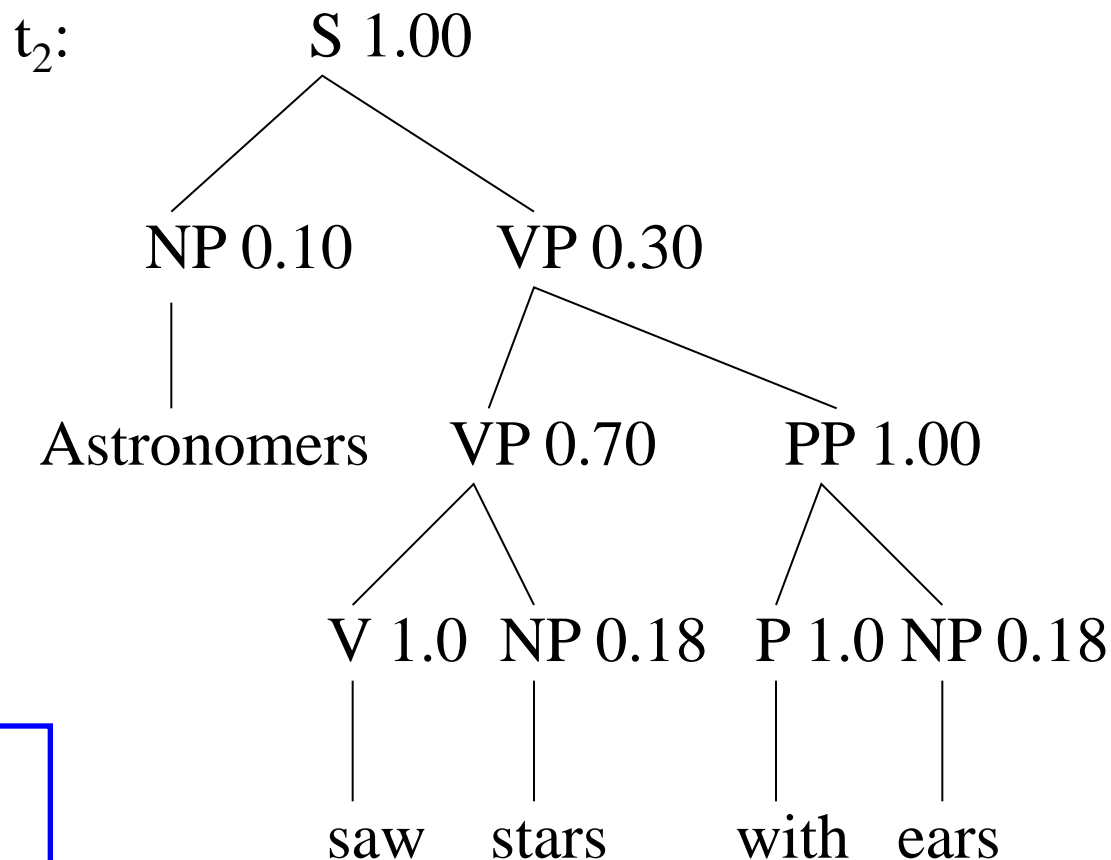 t2: S 1.00
NP 0.10 VP 0.30
Astronomers VP 0.70 PP 1.00
V 1.0 NP 0.18 P 1.0 NP 0.18
saw stars with ears